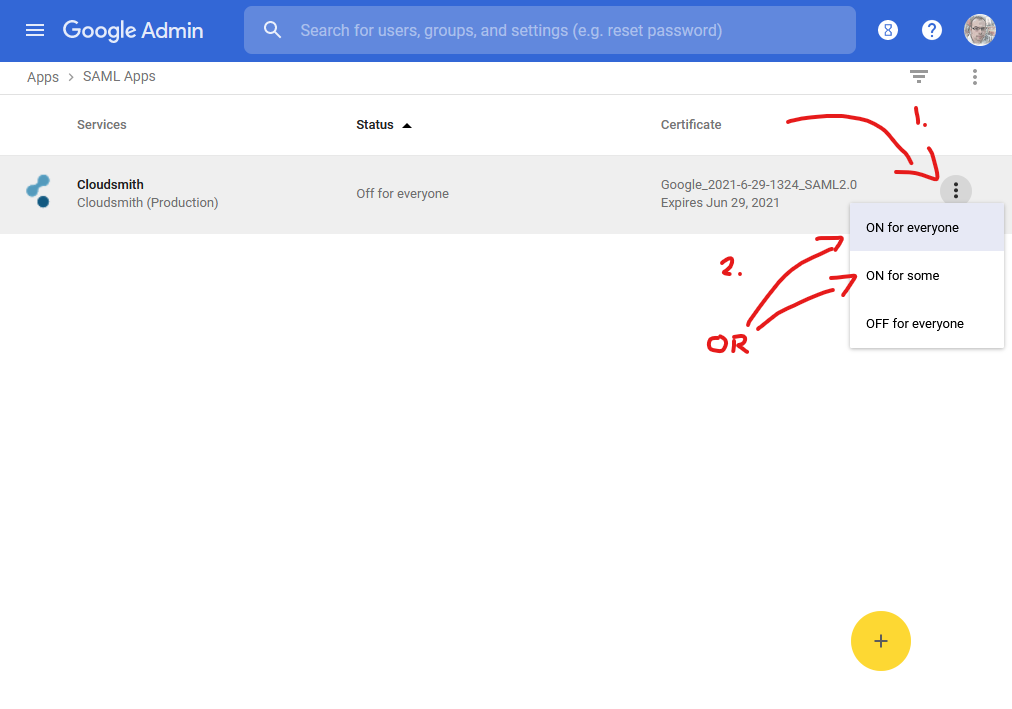 Google Admin
Search for users, groups, and settings (e.g. reset password)
Apps > SAML Apps
1.
Services Status Certificate
Cloudsmith
Cloudsmith (Production)
Off for everyone
Google_2021-6-29-1324_SAML2.0
Expires Jun 29, 2021
ON for everyone
ON for some
OFF for everyone
2.
OR